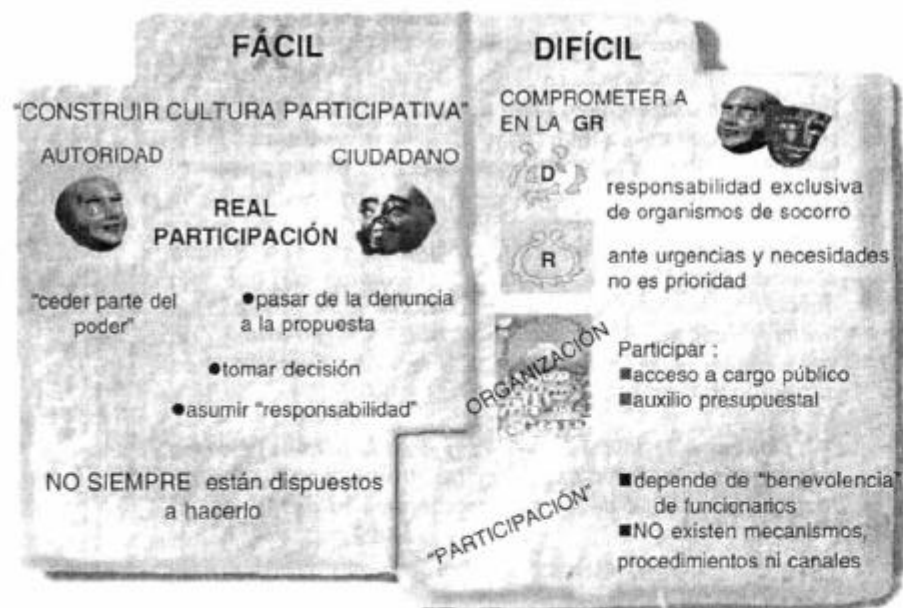 FÁCIL
"CONSTRUIR CULTURA PARTICIPATIVA"
AUTORIDAD
CIUDADANO
REAL
PARTICIPACIÓN
"ceder parte del
poder"
●pasar de la denuncia
a la propuesta
●tomar decisión
●asumir "responsabilidad"
NO SIEMPRE están dispuestos
a hacerlo
DIFÍCIL
COMPROMETER A
EN LA GR
D
responsabilidad exclusiva
de organismos de socorro
R
ante urgencias y necesidades
no es prioridad
ORGANIZACIÓN
Participar :
■acceso a cargo público
■auxilio presupuestal
"PARTICIPACIÓN"
■depende de "benevolencia"
de funcionarios
■NO existen mecanismos,
procedimientos ni canales